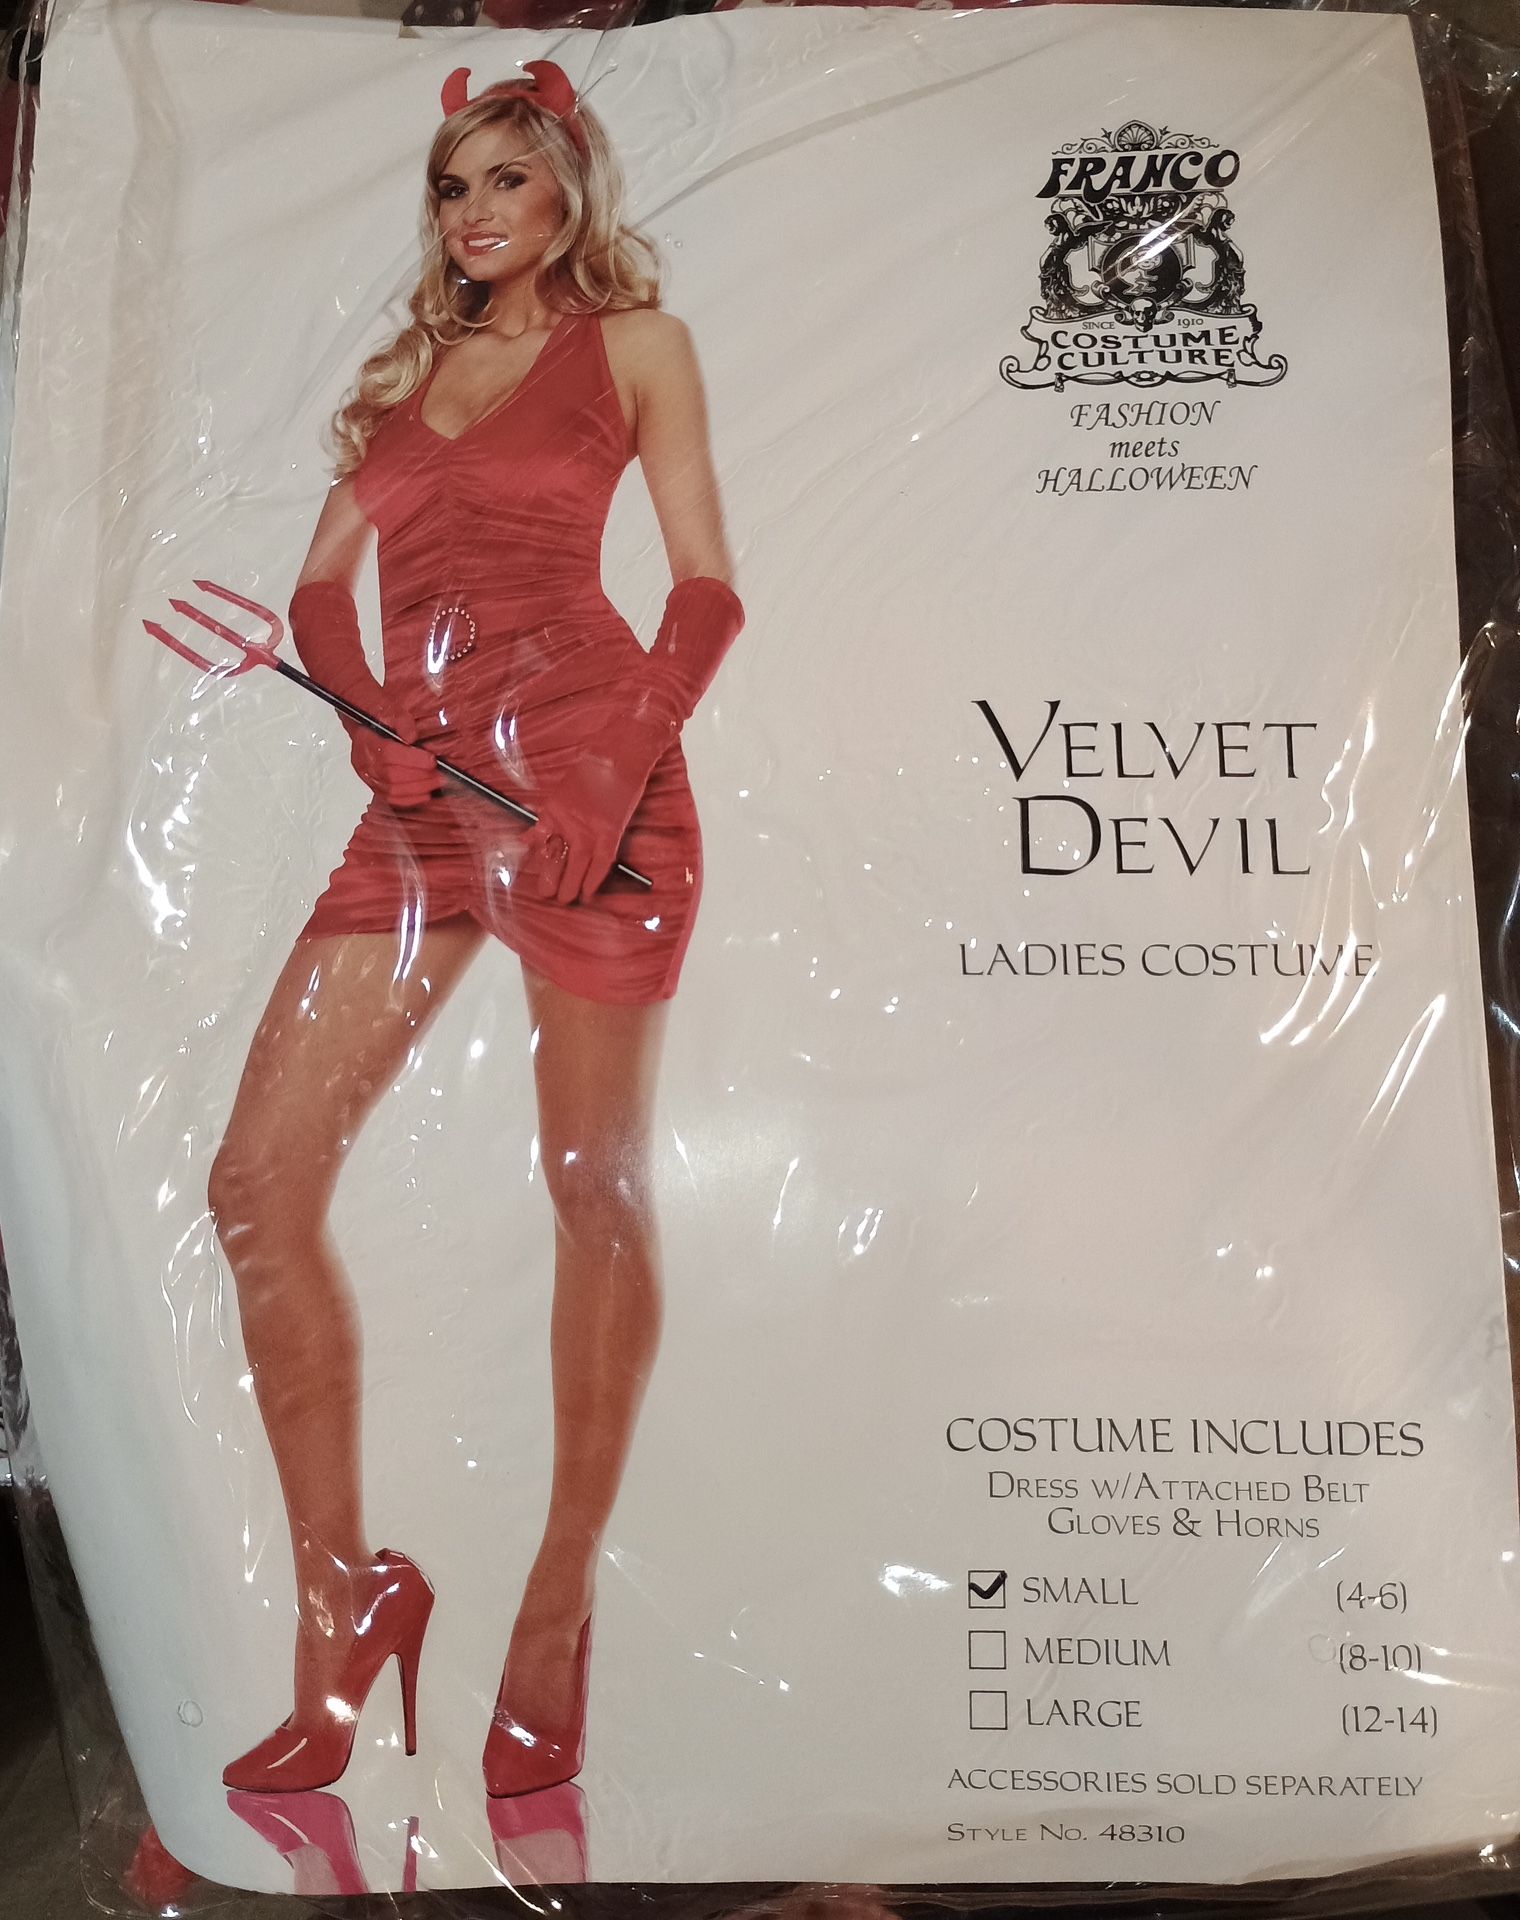 FRANCO
SINCE 1910
COSTUME
CULTURE
FASHION
meets
HALLOWEEN
VELVET
DEVIL
LADIES COSTUME
COSTUME INCLUDES
DRESS W/ATTACHED BELT
GLOVES & HORNS
SMALL (4-6)
MEDIUM (8-10)
LARGE (12-14)
ACCESSORIES SOLD SEPARATELY
STYLE NO. 48310